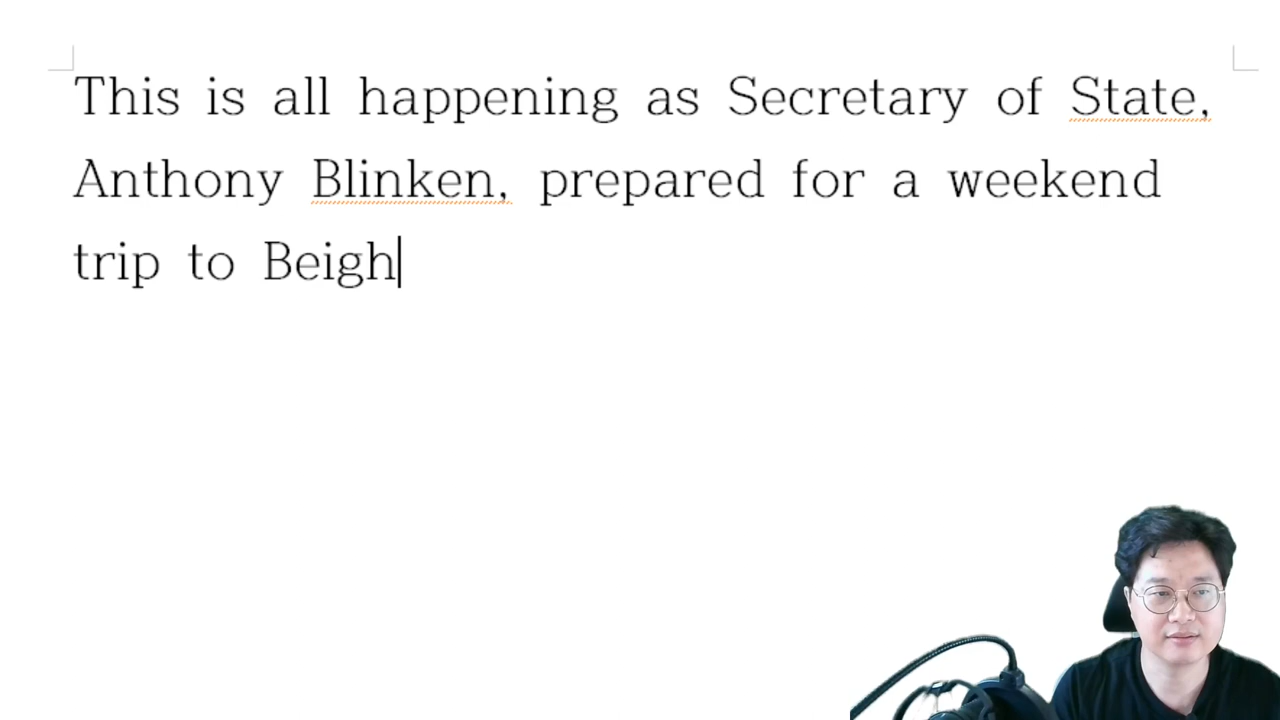 This is all happening as Secretary of State,
Anthony Blinken, prepared for a weekend
trip to Beigh